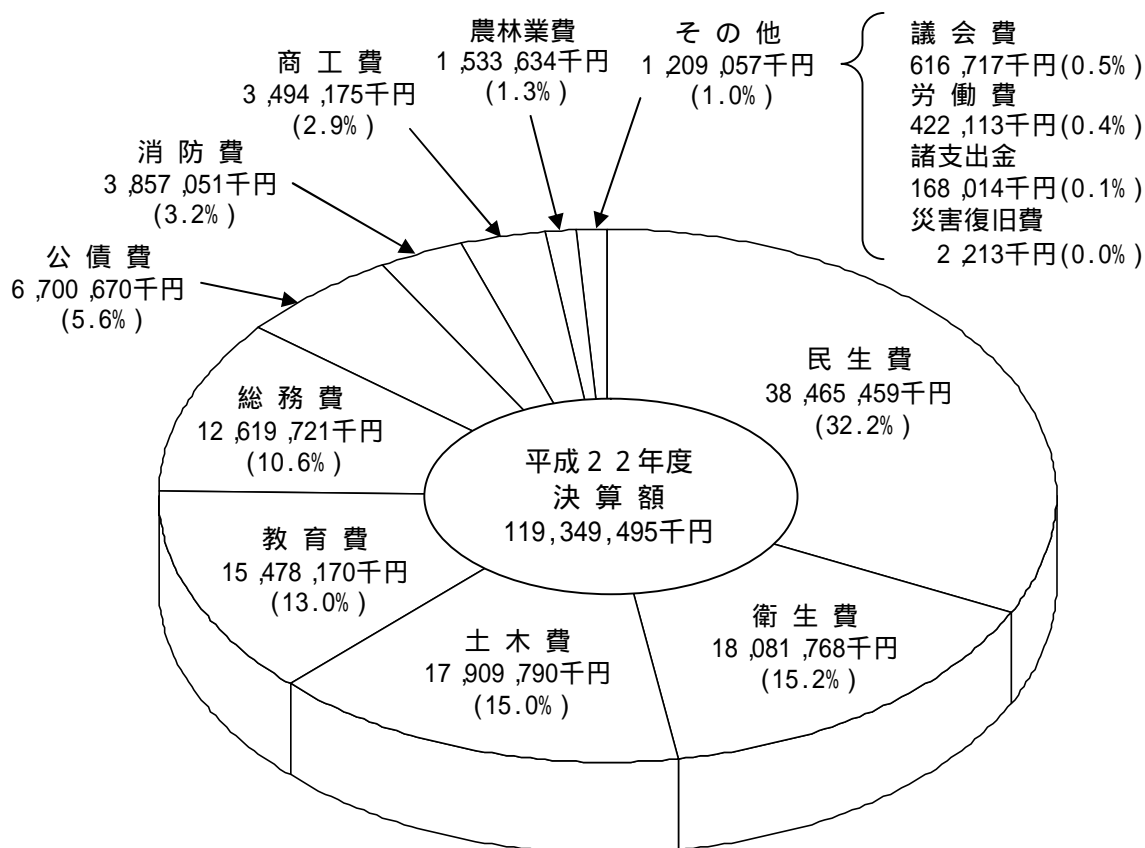 農林業費
1,533,634千円
(1.3%)
そ の 他
1,209,057千円
(1.0%)
議 会 費
616,717千円(0.5%)
労 働 費
422,113千円(0.4%)
諸支出金
168,014千円(0.1%)
災害復旧費
2,213千円(0.0%)
商 工 費
3,494,175千円
(2.9%)
消 防 費
3,857,051千円
(3.2%)
公 債 費
6,700,670千円
(5.6%)
民 生 費
38,465,459千円
(32.2%)
総 務 費
12,619,721千円
(10.6%)
平成22年度
決 算 額
119,349,495千円
教 育 費
15,478,170千円
(13.0%)
土 木 費
17,909,790千円
(15.0%)
衛 生 費
18,081,768千円
(15.2%)